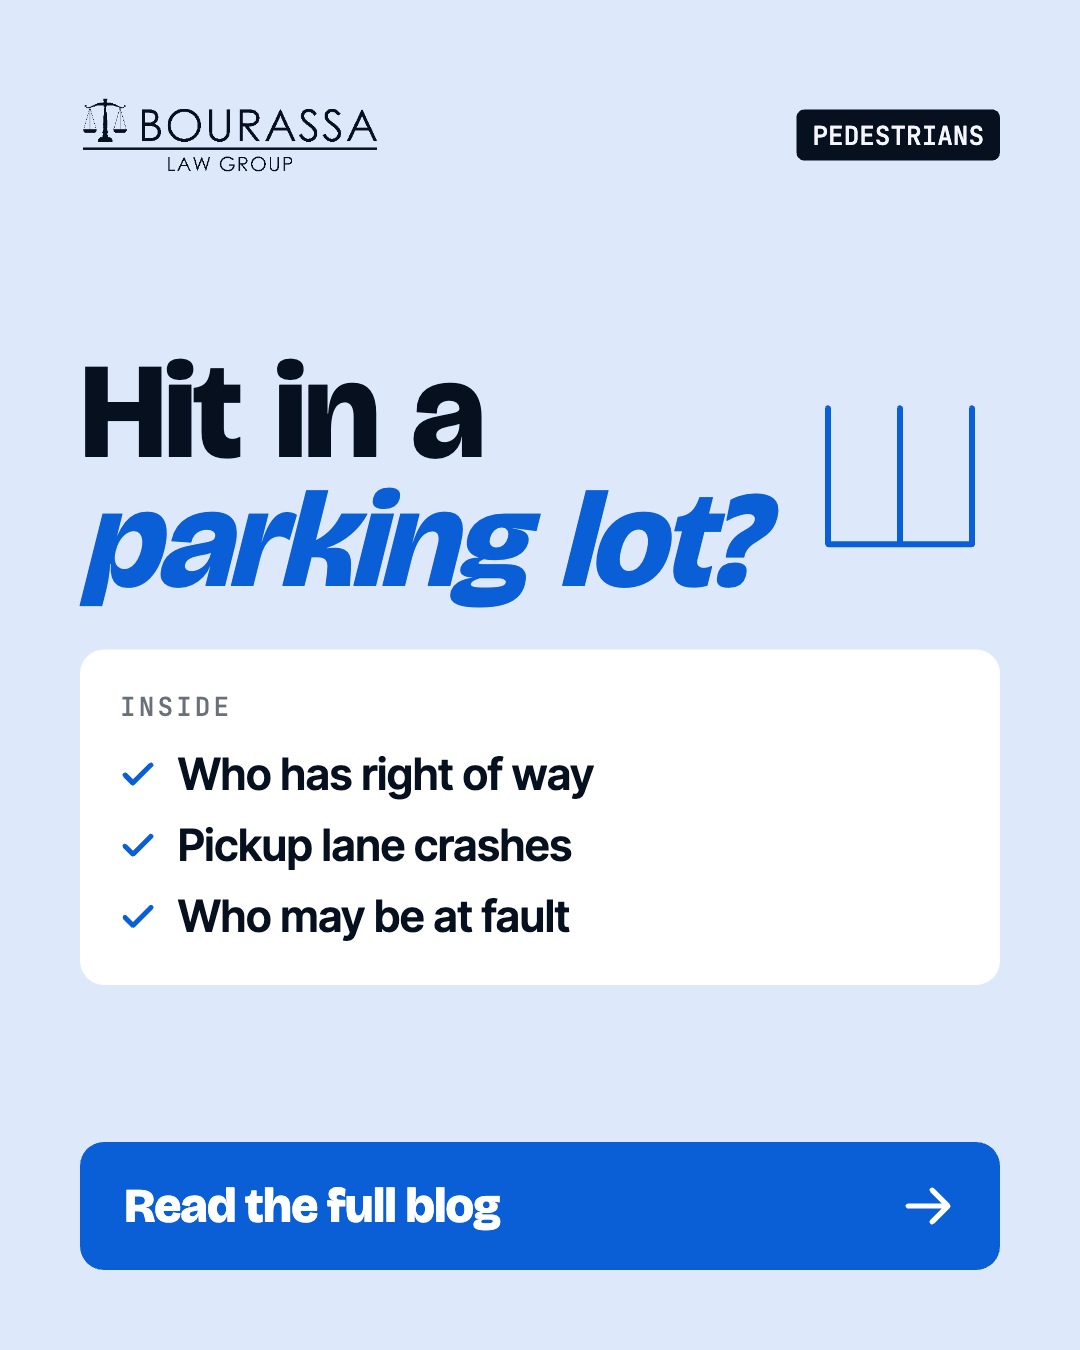 BOURASSA
LAW GROUP
PEDESTRIANS
Hit in a
parking lot?
INSIDE
Who has right of way
Pickup lane crashes
Who may be at fault
Read the full blog